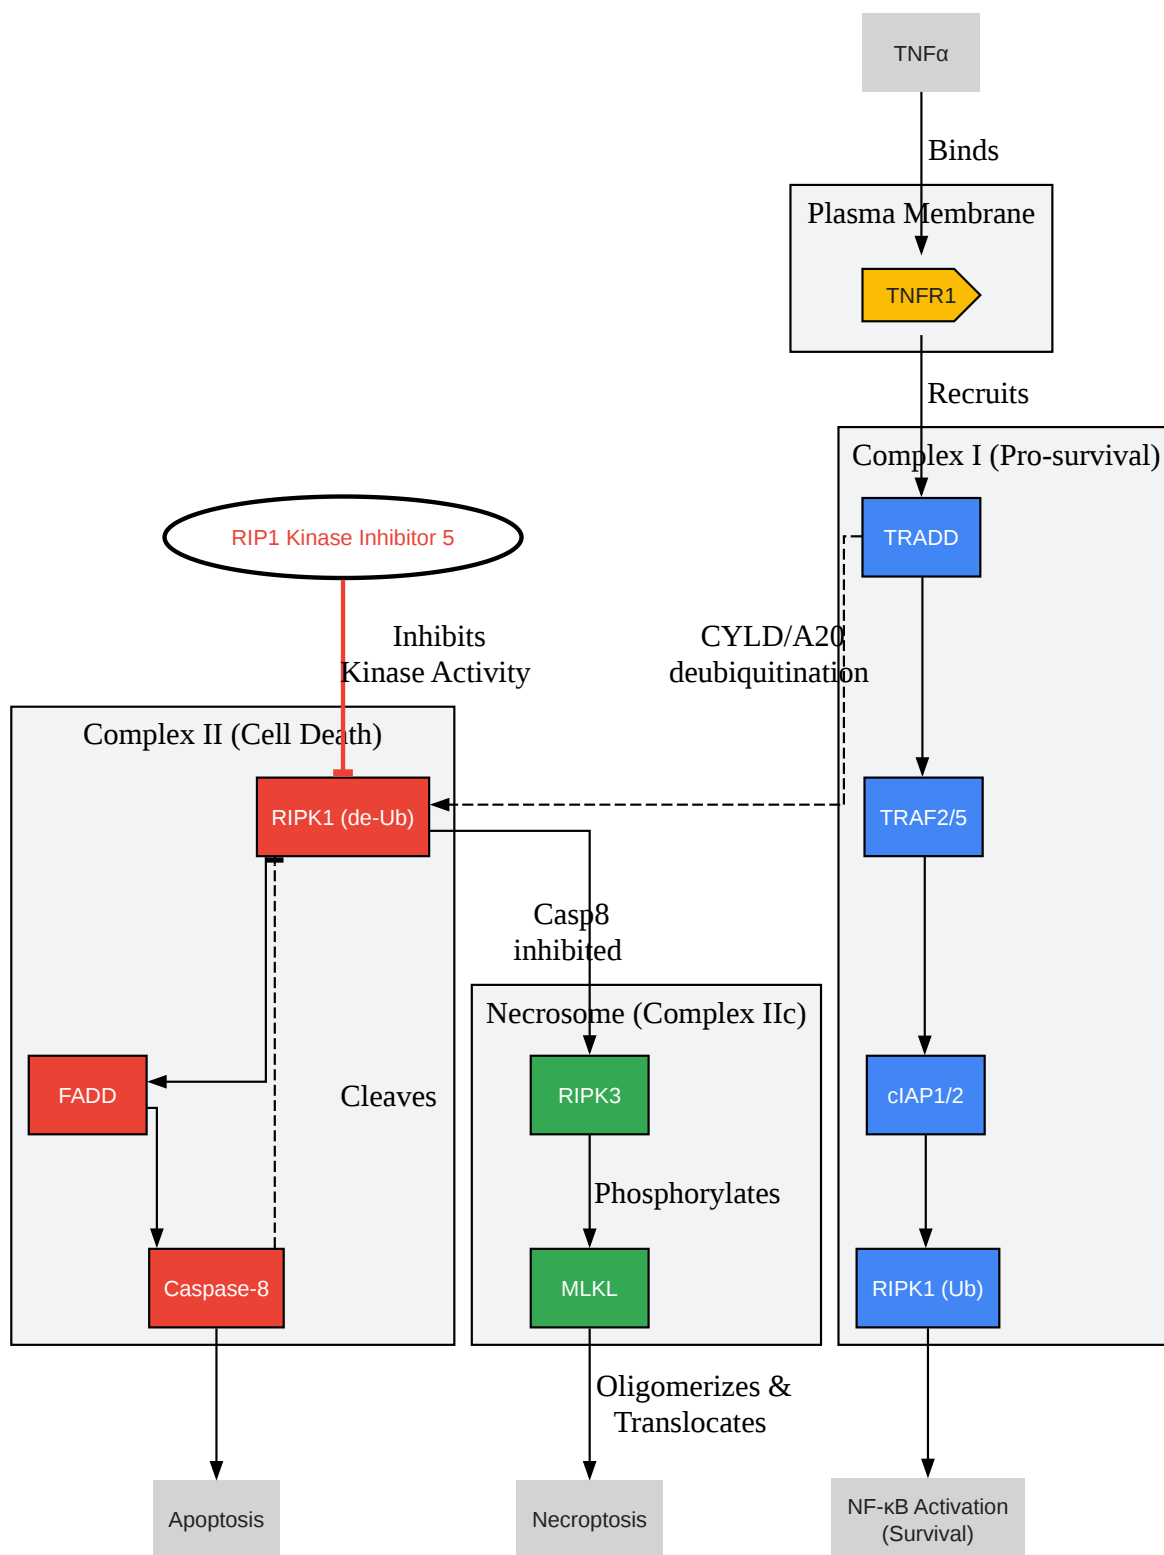 TNFα
Binds
Plasma Membrane
TNFR1
Recruits
Complex I (Pro-survival)
TRADD
RIP1 Kinase Inhibitor 5
Inhibits
Kinase Activity
CYLD/A20
deubiquitination
Complex II (Cell Death)
RIPK1 (de-Ub)
TRAF2/5
Casp8
inhibited
Necrosome (Complex IIc)
FADD
Cleaves
RIPK3
cIAP1/2
Phosphorylates
Caspase-8
MLKL
RIPK1 (Ub)
Oligomerizes &
Translocates
Apoptosis
Necroptosis
NF-κB Activation
(Survival)